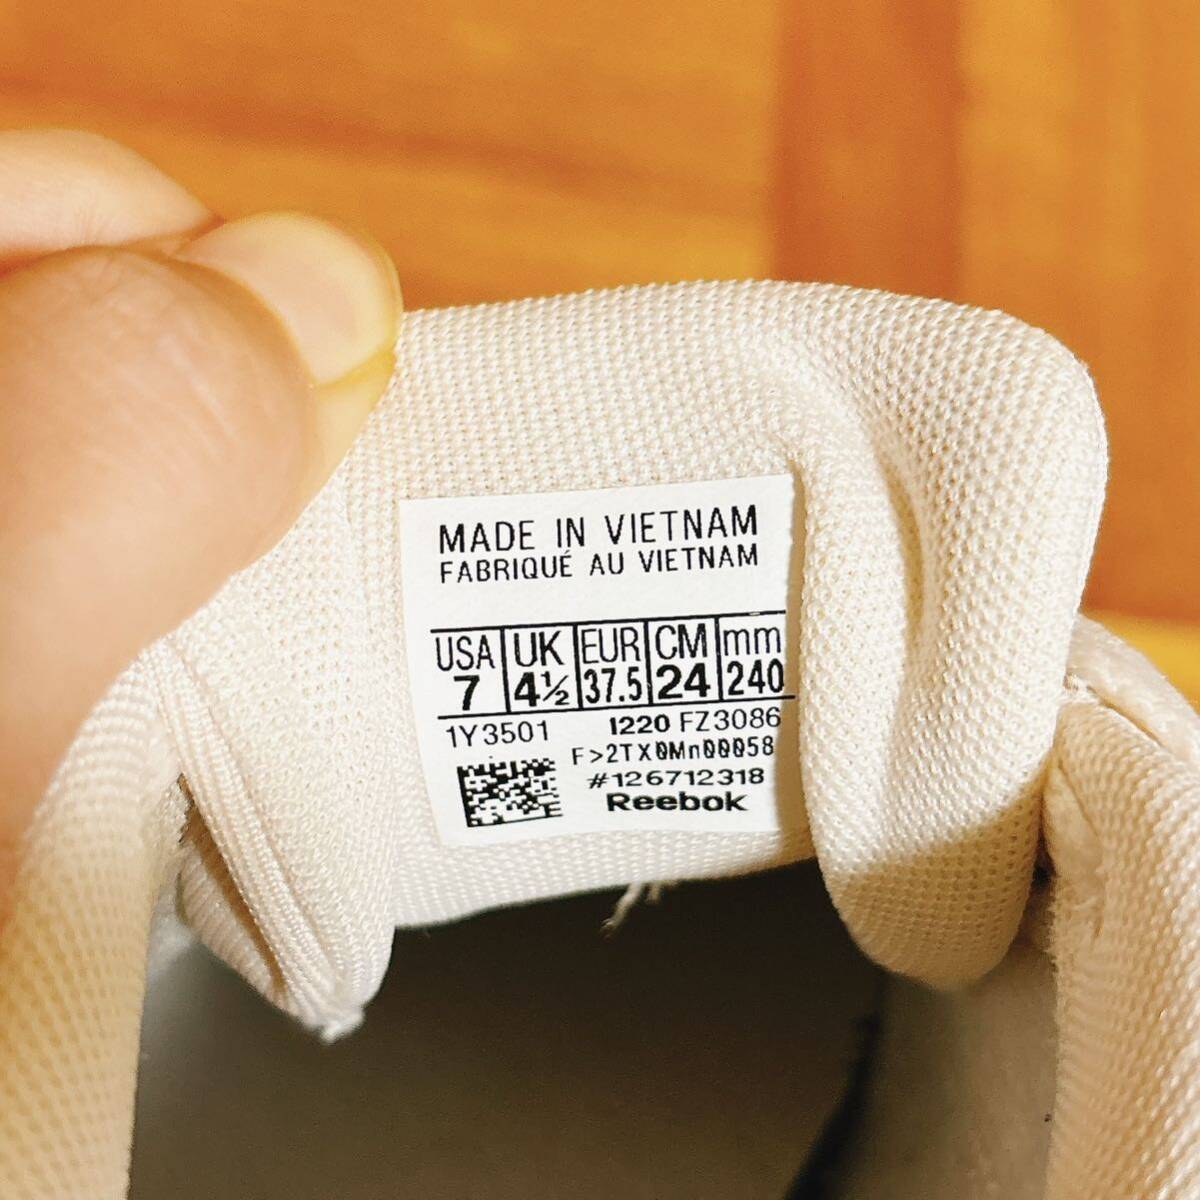 MADE IN VIETNAM
FABRIQUÉ AU VIETNAM
USA UK EUR CM mm
7 4½ 37.5 24 240
1Y3501 1220 FZ3086
F>2TX0Mn00058
#126712318
Reebok